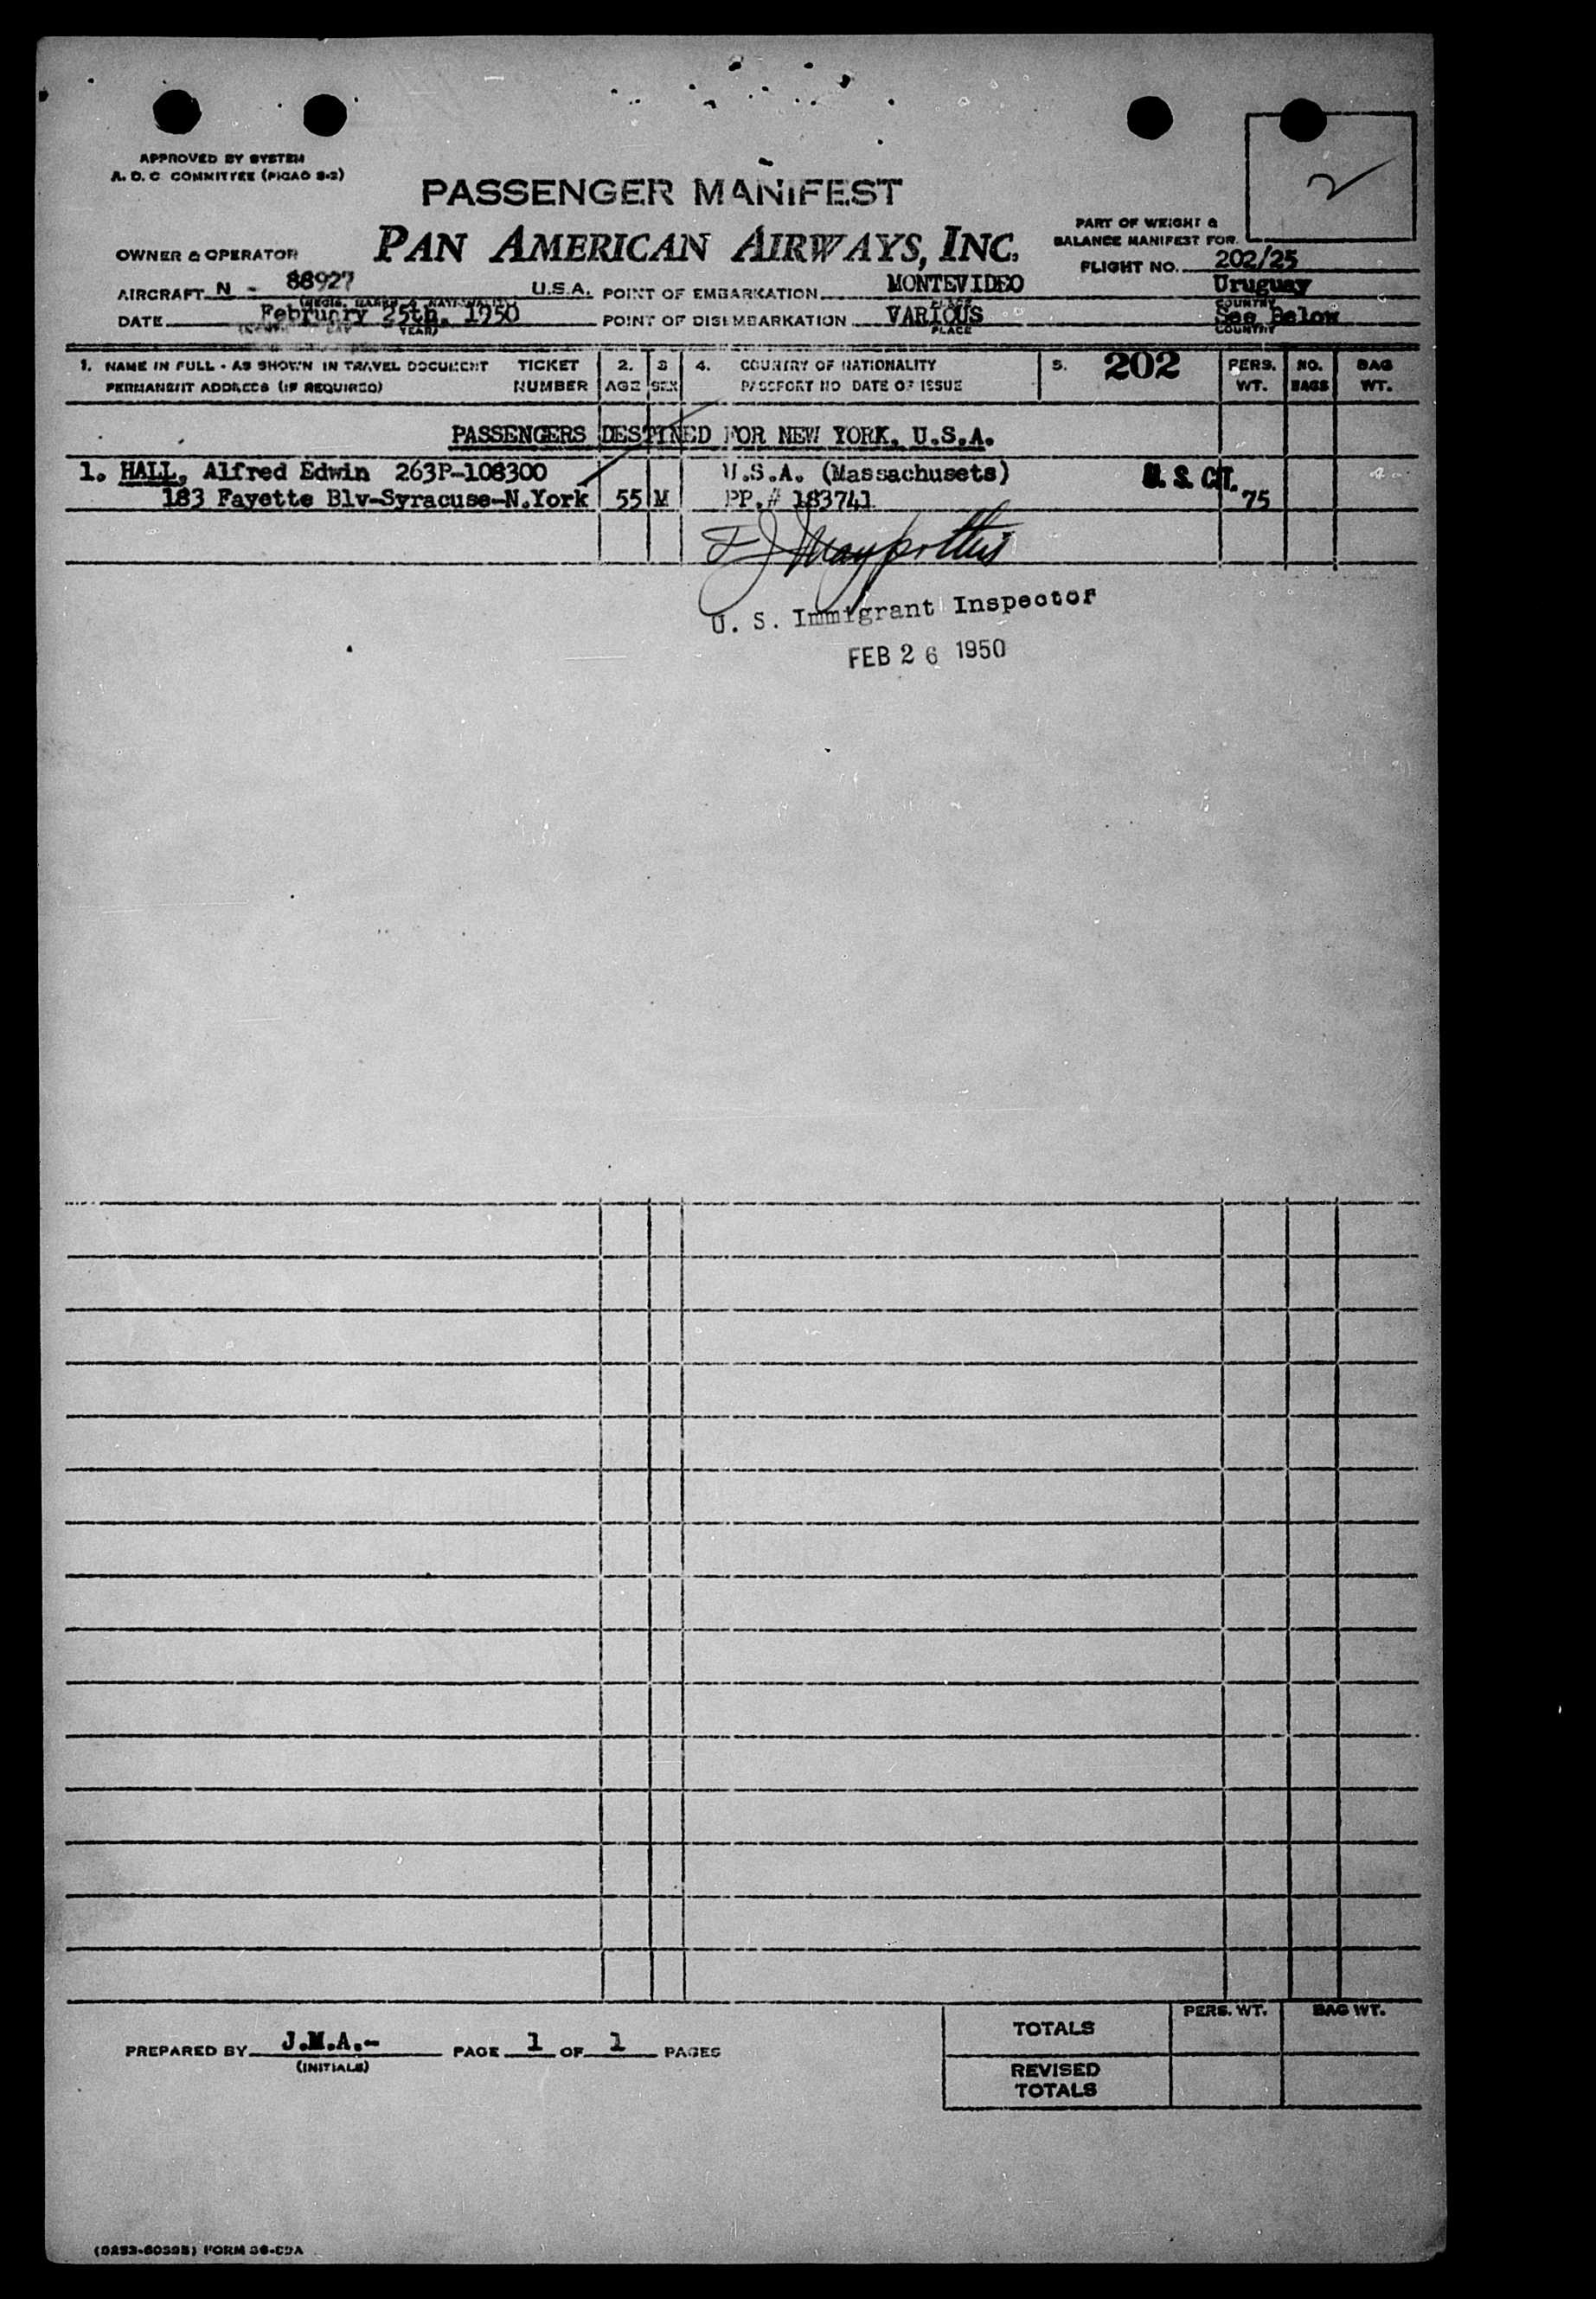 2
APPROVED BY SYSTEM
A. O. C. COMMITTEE (PICAO S-2)
PASSENGER MANIFEST
PART OF WEIGHT &
BALANCE MANIFEST FOR
OWNER & OPERATOR PAN AMERICAN AIRWAYS, INC.
FLIGHT NO. 202/25
AIRCRAFT N - 88927 U.S.A. POINT OF EMBARKATION MONTEVIDEO Uruguay
(REGIS. MARKS & NATIONALITY) PLACE COUNTRY
DATE February 25th, 1950 POINT OF DISEMBARKATION VARIOUS See Below
YEAR) PLACE COUNTRY
1. NAME IN FULL - AS SHOWN IN TRAVEL DOCUMENT TICKET 2. 3 4. COUNTRY OF NATIONALITY 5. 202 PERS. NO. BAG
PERMANENT ADDRESS (IF REQUIRED) NUMBER AGE SEX PASSPORT NO DATE OF ISSUE WT. BAGS WT.
PASSENGERS DESTINED FOR NEW YORK, U.S.A.
1. HALL, Alfred Edwin 263P-108300 U.S.A. (Massachusets) U. S. CIT.
183 Fayette Blv-Syracuse-N.York 55 M PP.# 183741 75
U. S. Immigrant Inspector
FEB 26 1950
PREPARED BY J.M.A.- PAGE 1 OF 1 PAGES
(INITIALS)
PERS. WT. BAG WT.
TOTALS
REVISED
TOTALS